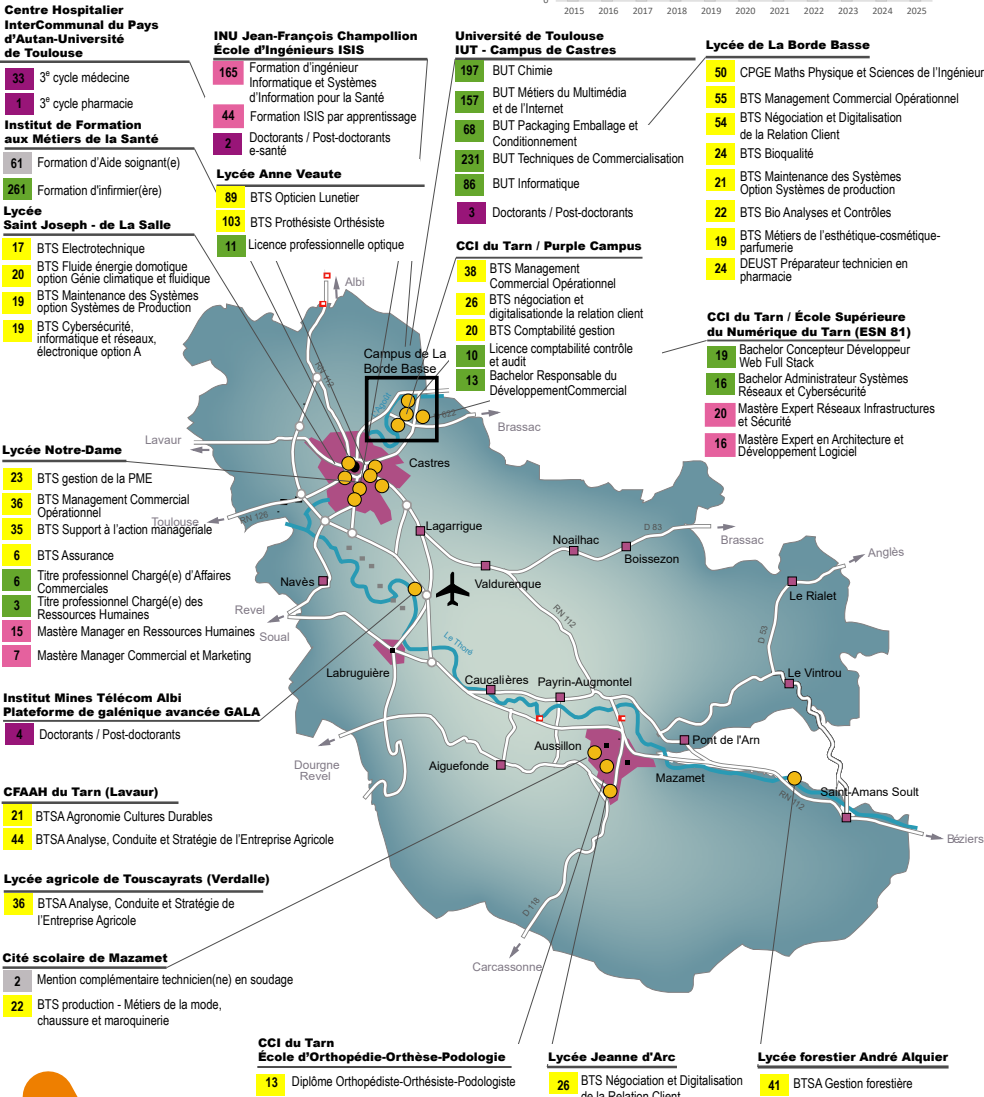 0
2015 2016 2017 2018 2019 2020 2021 2022 2023 2024 2025
Centre Hospitalier
InterCommunal du Pays
d'Autan-Université
de Toulouse
33 3e cycle médecine
1 3e cycle pharmacie
Institut de Formation
aux Métiers de la Santé
61 Formation d'Aide soignant(e)
261 Formation d'infirmier(ère)
Lycée
Saint Joseph - de La Salle
17 BTS Electrotechnique
20 BTS Fluide énergie domotique
option Génie climatique et fluidique
19 BTS Maintenance des Systèmes
option Systèmes de Production
19 BTS Cybersécurité,
informatique et réseaux,
électronique option A
INU Jean-François Champollion
École d'Ingénieurs ISIS
165 Formation d'ingénieur
Informatique et Systèmes
d'Information pour la Santé
44 Formation ISIS par apprentissage
2 Doctorants / Post-doctorants
e-santé
Lycée Anne Veaute
89 BTS Opticien Lunetier
103 BTS Prothésiste Orthésiste
11 Licence professionnelle optique
Université de Toulouse
IUT - Campus de Castres
197 BUT Chimie
157 BUT Métiers du Multimédia
et de l'Internet
68 BUT Packaging Emballage et
Conditionnement
231 BUT Techniques de Commercialisation
86 BUT Informatique
3 Doctorants / Post-doctorants
CCI du Tarn / Purple Campus
38 BTS Management
Commercial Opérationnel
26 BTS négociation et
digitalisationde la relation client
20 BTS Comptabilité gestion
10 Licence comptabilité contrôle
et audit
13 Bachelor Responsable du
DéveloppementCommercial
Lycée de La Borde Basse
50 CPGE Maths Physique et Sciences de l'Ingénieur
55 BTS Management Commercial Opérationnel
54 BTS Négociation et Digitalisation
de la Relation Client
24 BTS Bioqualité
21 BTS Maintenance des Systèmes
Option Systèmes de production
22 BTS Bio Analyses et Contrôles
19 BTS Métiers de l'esthétique-cosmétique-
parfumerie
24 DEUST Préparateur technicien en
pharmacie
CCI du Tarn / École Supérieure
du Numérique du Tarn (ESN 81)
19 Bachelor Concepteur Développeur
Web Full Stack
16 Bachelor Administrateur Systèmes
Réseaux et Cybersécurité
20 Mastère Expert Réseaux Infrastructures
et Sécurité
16 Mastère Expert en Architecture et
Développement Logiciel
Lycée Notre-Dame
23 BTS gestion de la PME
36 BTS Management Commercial
Opérationnel
35 BTS Support à l'action managériale
6 BTS Assurance
6 Titre professionnel Chargé(e) d'Affaires
Commerciales
3 Titre professionnel Chargé(e) des
Ressources Humaines
15 Mastère Manager en Ressources Humaines
7 Mastère Manager Commercial et Marketing
Institut Mines Télécom Albi
Plateforme de galénique avancée GALA
4 Doctorants / Post-doctorants
CFAAH du Tarn (Lavaur)
21 BTSA Agronomie Cultures Durables
44 BTSA Analyse, Conduite et Stratégie de l'Entreprise Agricole
Lycée agricole de Touscayrats (Verdalle)
36 BTSA Analyse, Conduite et Stratégie de
l'Entreprise Agricole
Cité scolaire de Mazamet
2 Mention complémentaire technicien(ne) en soudage
22 BTS production - Métiers de la mode,
chaussure et maroquinerie
CCI du Tarn
École d'Orthopédie-Orthèse-Podologie
13 Diplôme Orthopédiste-Orthésiste-Podologiste
Lycée Jeanne d'Arc
26 BTS Négociation et Digitalisation
de la Relation Client
Lycée forestier André Alquier
41 BTSA Gestion forestière
Albi
RN 112
Campus de La
Borde Basse
Brassac
Lavaur
Castres
Toulouse
RN 126
Lagarrigue
Noailhac
D 83
Brassac
Boissezon
Anglès
Navès
Valdurenque
Le Rialet
Revel
Soual
RN 112
D 53
Le Thoré
Labruguière
Caucalières
Payrin-Augmontel
Le Vintrou
Dourgne
Revel
Aiguefonde
Aussillon
Pont de l'Arn
Mazamet
Saint-Amans Soult
RN 112
Béziers
D 118
Carcassonne